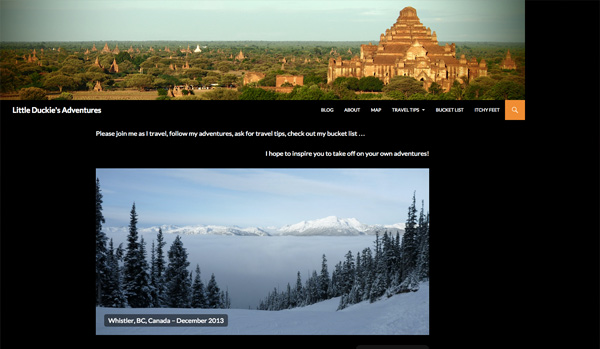 Little Duckie's Adventures
BLOG ABOUT MAP TRAVEL TIPS BUCKET LIST ITCHY FEET
Please join me as I travel, follow my adventures, ask for travel tips, check out my bucket list …
I hope to inspire you to take off on your own adventures!
Whistler, BC, Canada – December 2013